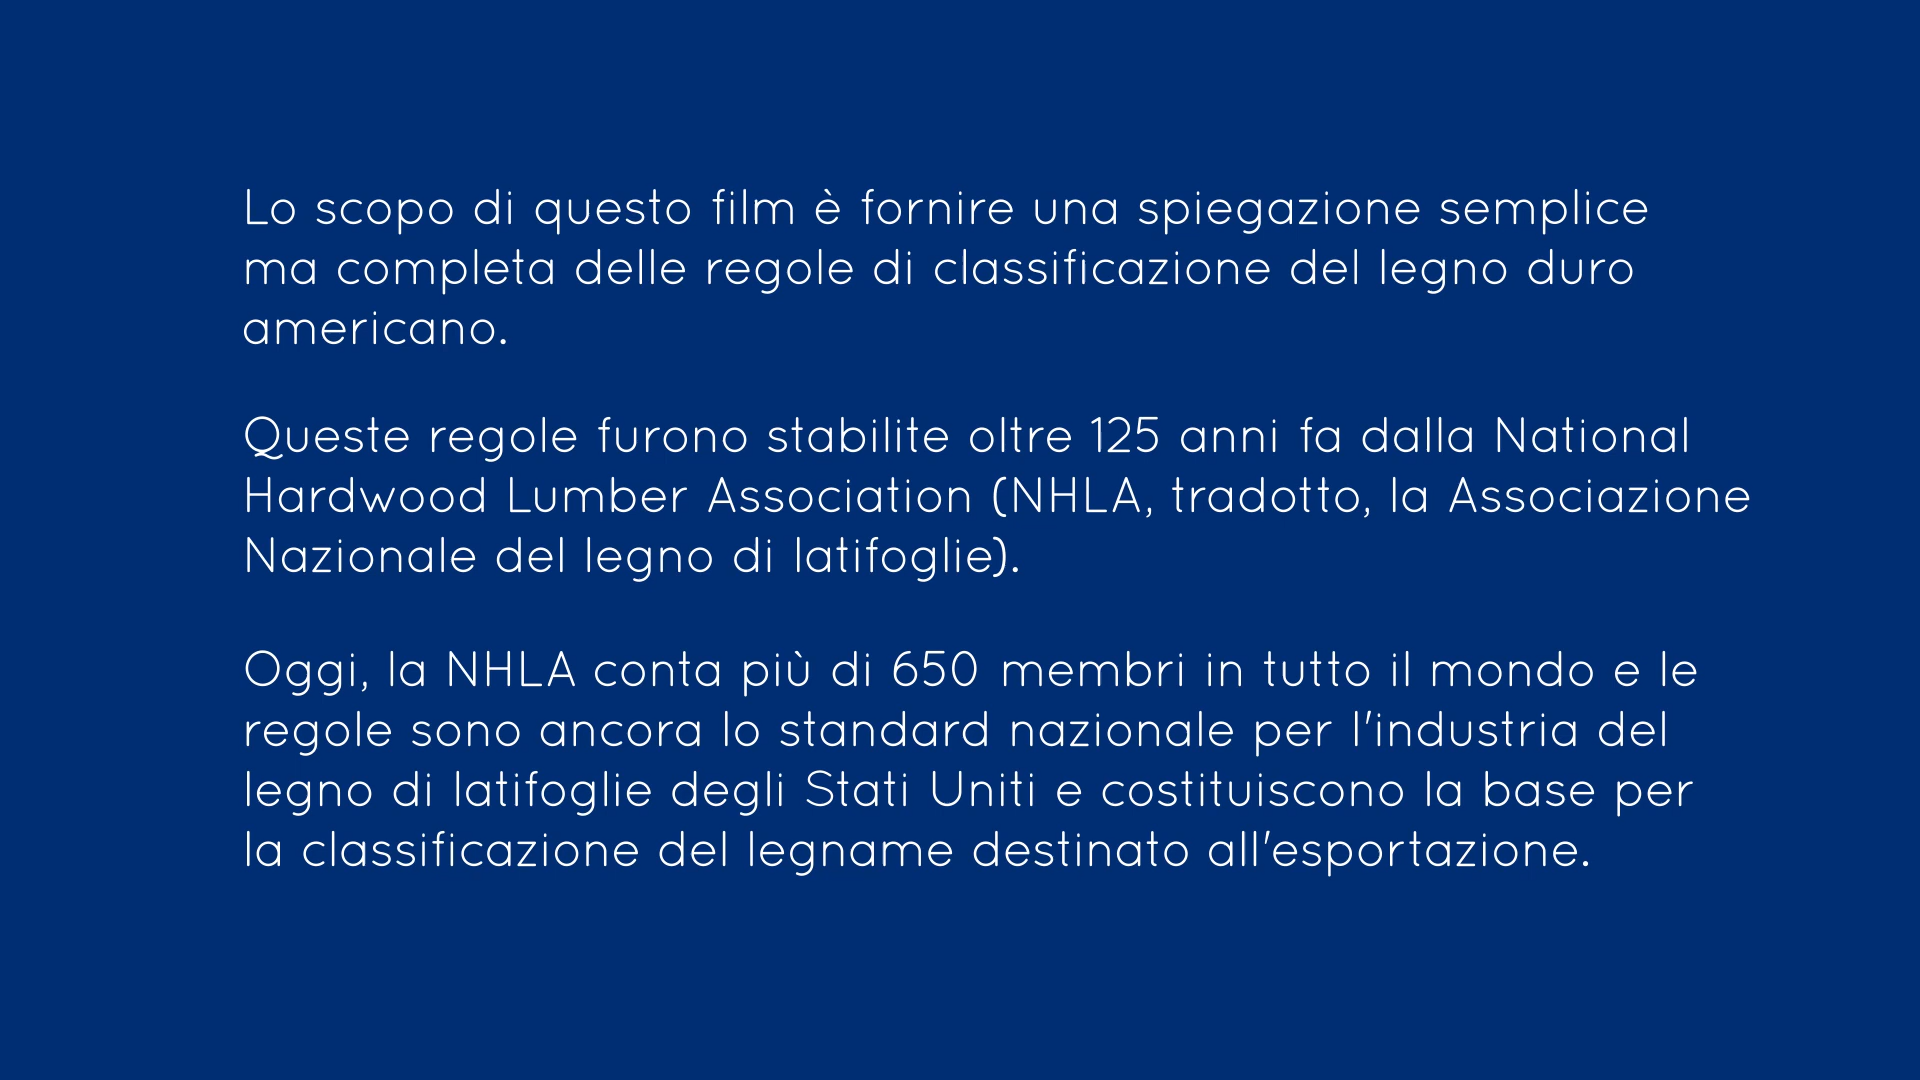 Lo scopo di questo film è fornire una spiegazione semplice
ma completa delle regole di classificazione del legno duro
americano.
Queste regole furono stabilite oltre 125 anni fa dalla National
Hardwood Lumber Association (NHLA, tradotto, la Associazione
Nazionale del legno di latifoglie).
Oggi, la NHLA conta più di 650 membri in tutto il mondo e le
regole sono ancora lo standard nazionale per l'industria del
legno di latifoglie degli Stati Uniti e costituiscono la base per
la classificazione del legname destinato all'esportazione.